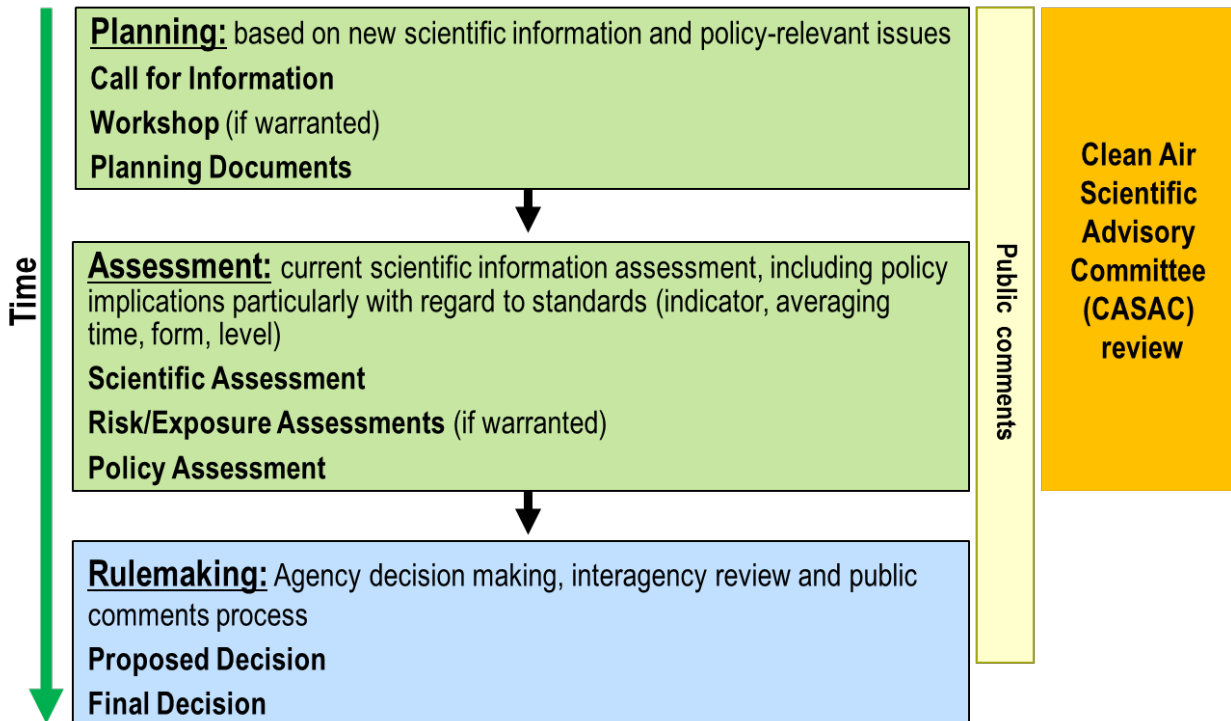 Planning: based on new scientific information and policy-relevant issues
Call for Information
Workshop (if warranted)
Planning Documents
Assessment: current scientific information assessment, including policy
implications particularly with regard to standards (indicator, averaging
time, form, level)
Scientific Assessment
Risk/Exposure Assessments (if warranted)
Policy Assessment
Rulemaking: Agency decision making, interagency review and public
comments process
Proposed Decision
Final Decision
Time
Public comments
Clean Air
Scientific
Advisory
Committee
(CASAC)
review